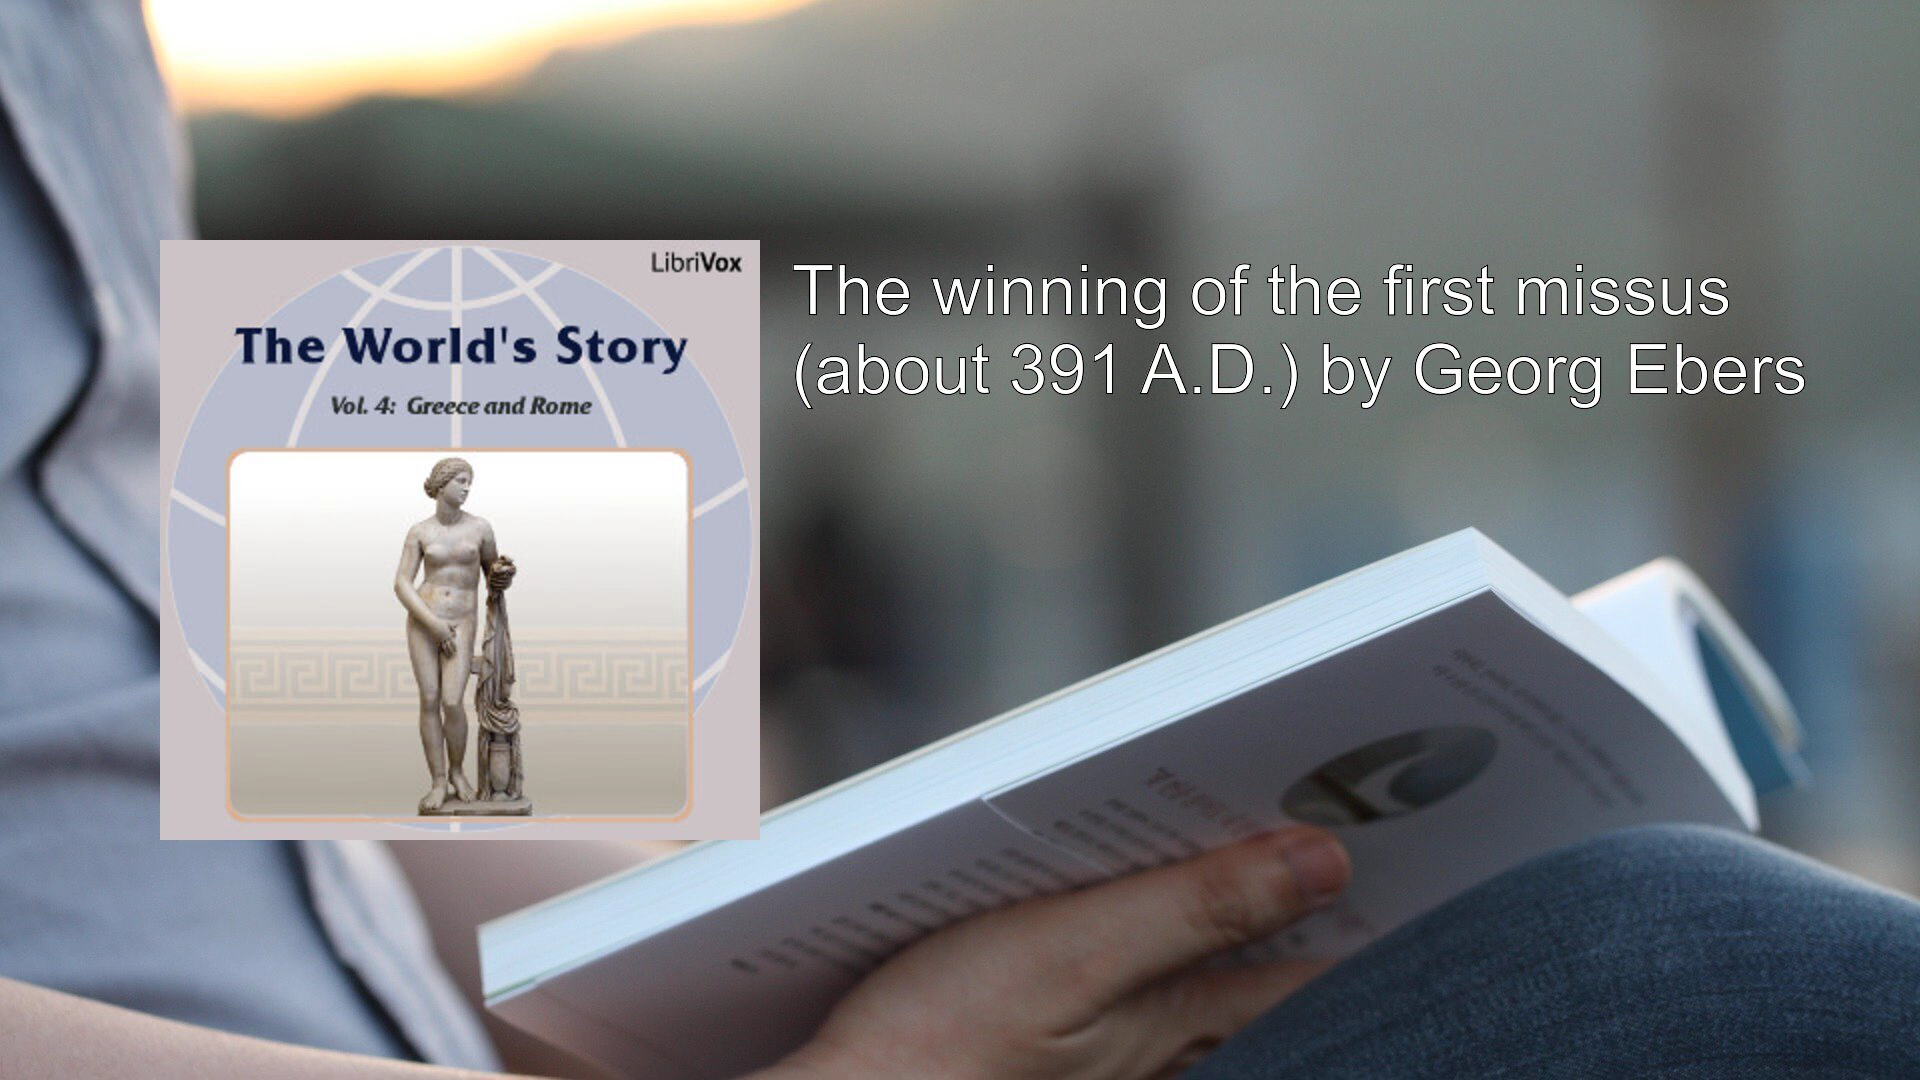 LibriVox
The World's Story
Vol. 4: Greece and Rome
The winning of the first missus
(about 391 A.D.) by Georg Ebers